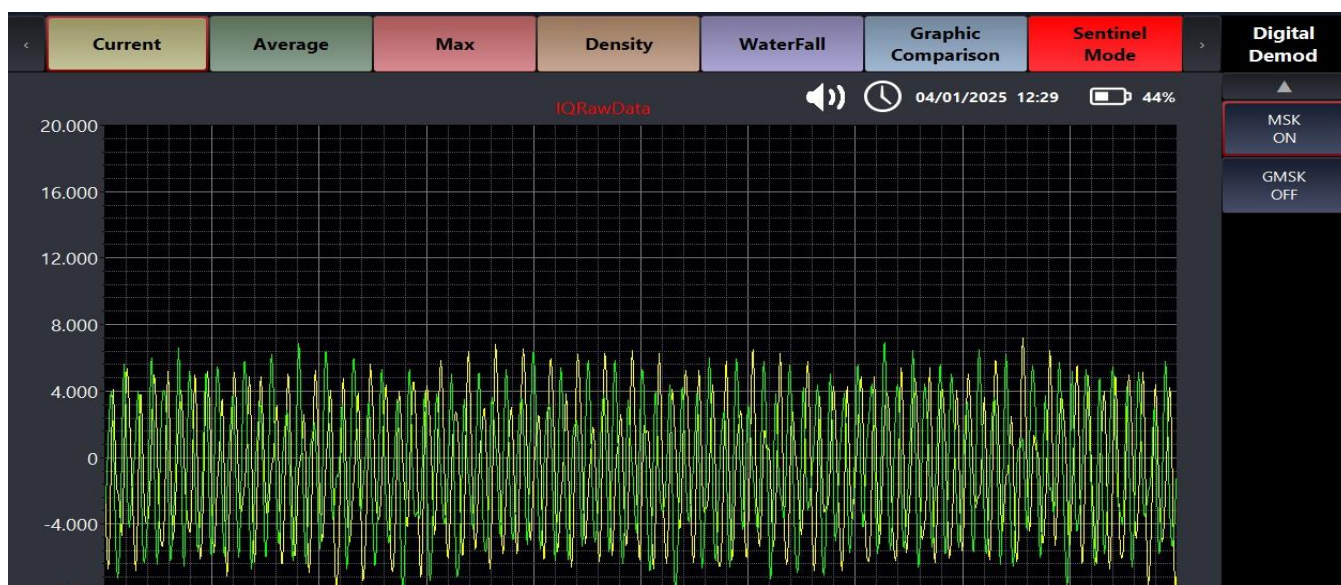 ‹
Current
Average
Max
Density
WaterFall
Graphic
Comparison
Sentinel
Mode
›
Digital
Demod
04/01/2025 12:29
44%
IQRawData
MSK
ON
GMSK
OFF
20.000
16.000
12.000
8.000
4.000
0
-4.000